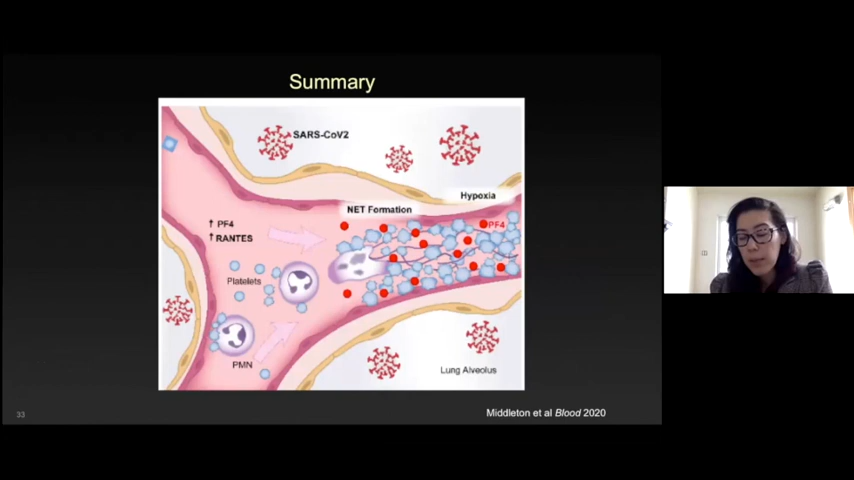 Summary
SARS-CoV2
Hypoxia
NET Formation
PF4
↑ PF4
↑ RANTES
Platelets
PMN
Lung Alveolus
Middleton et al Blood 2020
33